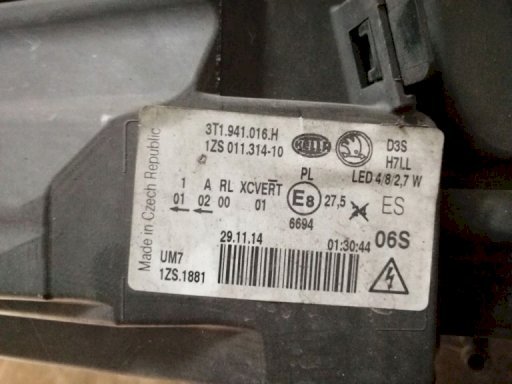 3T1.941.016.H
1ZS 011.314-10
HELLA
D3S
H7LL
LED 4/8/2,7 W
Made in Czech Republic
PL
1 A RL XCVERT
E8 27,5 ES
01 02 00 01
6694
06S
29.11.14 01:30:44
UM7
1ZS.1881